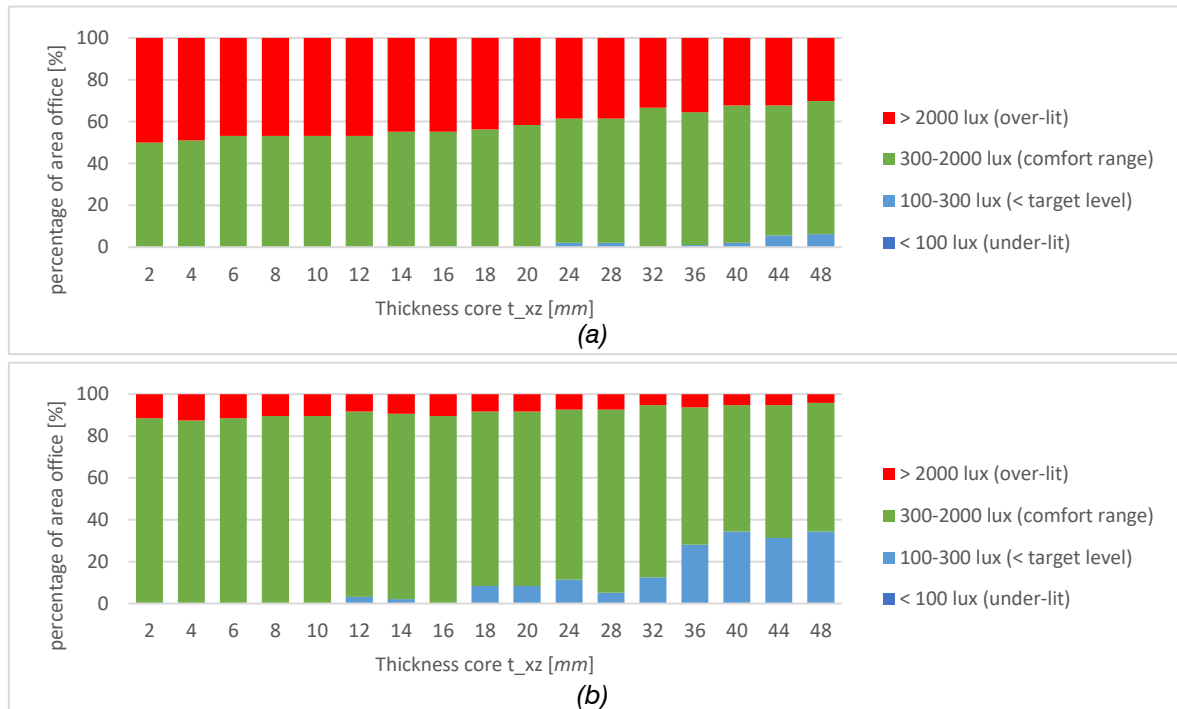 percentage of area office [%]
100
80
60
40
20
0
2 4 6 8 10 12 14 16 18 20 24 28 32 36 40 44 48
Thickness core t_xz [mm]
> 2000 lux (over-lit)
300-2000 lux (comfort range)
100-300 lux (< target level)
< 100 lux (under-lit)
(a)
percentage of area office [%]
100
80
60
40
20
0
2 4 6 8 10 12 14 16 18 20 24 28 32 36 40 44 48
Thickness core t_xz [mm]
> 2000 lux (over-lit)
300-2000 lux (comfort range)
100-300 lux (< target level)
< 100 lux (under-lit)
(b)